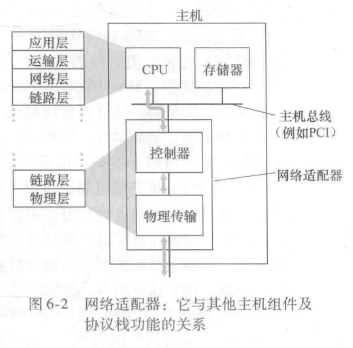 主机
应用层
运输层
网络层
链路层
CPU
存储器
主机总线
（例如PCI）
控制器
网络适配器
链路层
物理层
物理传输
图 6-2 网络适配器：它与其他主机组件及
协议栈功能的关系